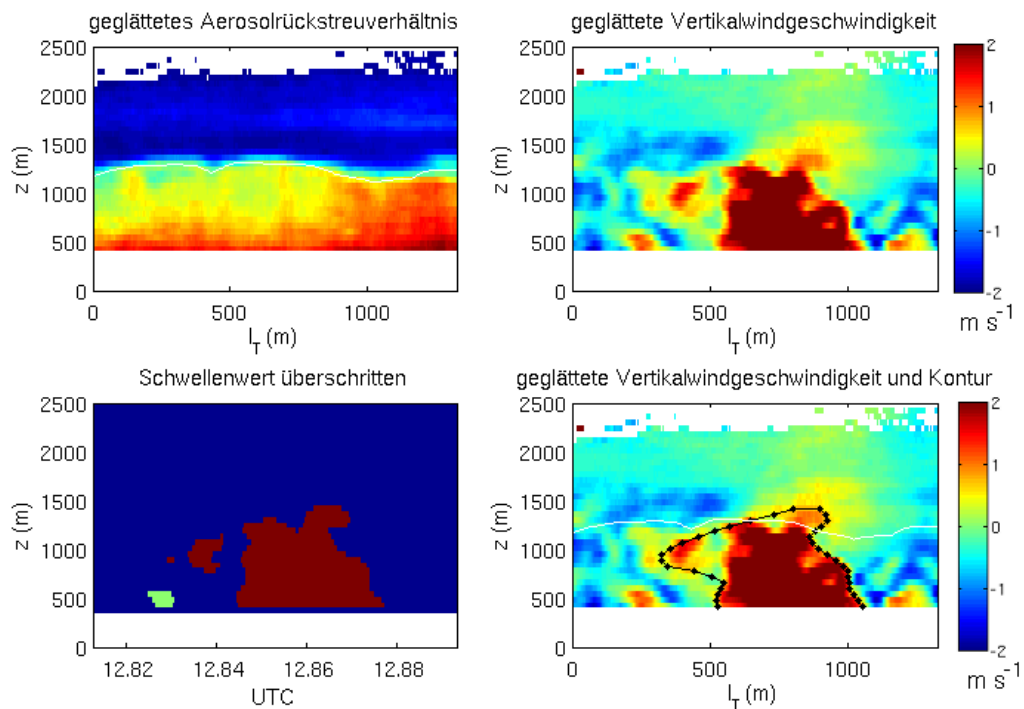 geglättetes Aerosolrückstreuverhältnis
2500
2000
1500
1000
500
0
z (m)
0 500 1000
l_T (m)
geglättete Vertikalwindgeschwindigkeit
2500
2000
1500
1000
500
0
z (m)
0 500 1000
l_T (m)
2
1
0
-1
-2
m s⁻¹
Schwellenwert überschritten
2500
2000
1500
1000
500
0
z (m)
12.82 12.84 12.86 12.88
UTC
geglättete Vertikalwindgeschwindigkeit und Kontur
2500
2000
1500
1000
500
0
z (m)
0 500 1000
l_T (m)
2
1
0
-1
-2
m s⁻¹